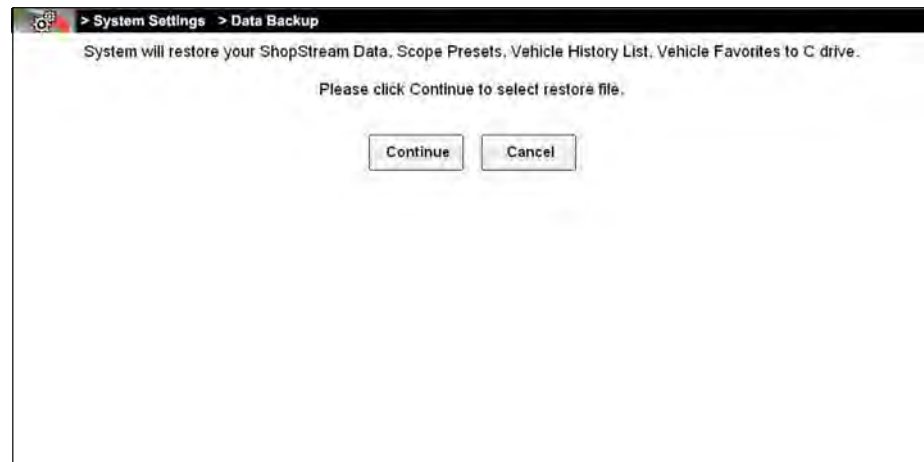 > System Settings > Data Backup
System will restore your ShopStream Data, Scope Presets, Vehicle History List, Vehicle Favorites to C drive.
Please click Continue to select restore file.
Continue Cancel